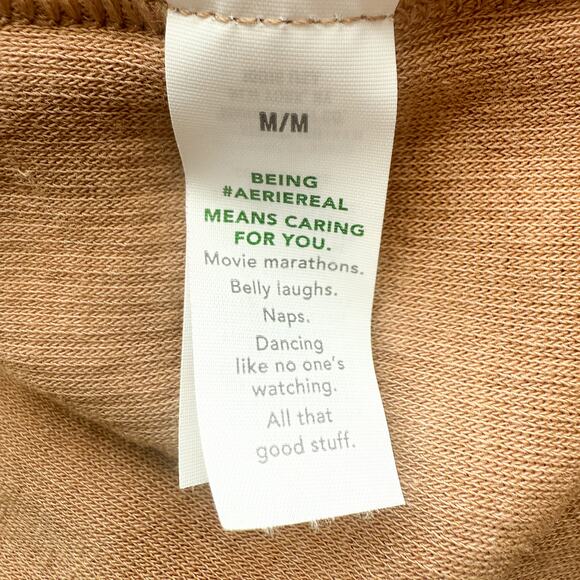 M/M
BEING
#AERIEREAL
MEANS CARING
FOR YOU.
Movie marathons.
Belly laughs.
Naps.
Dancing
like no one's
watching.
All that
good stuff.